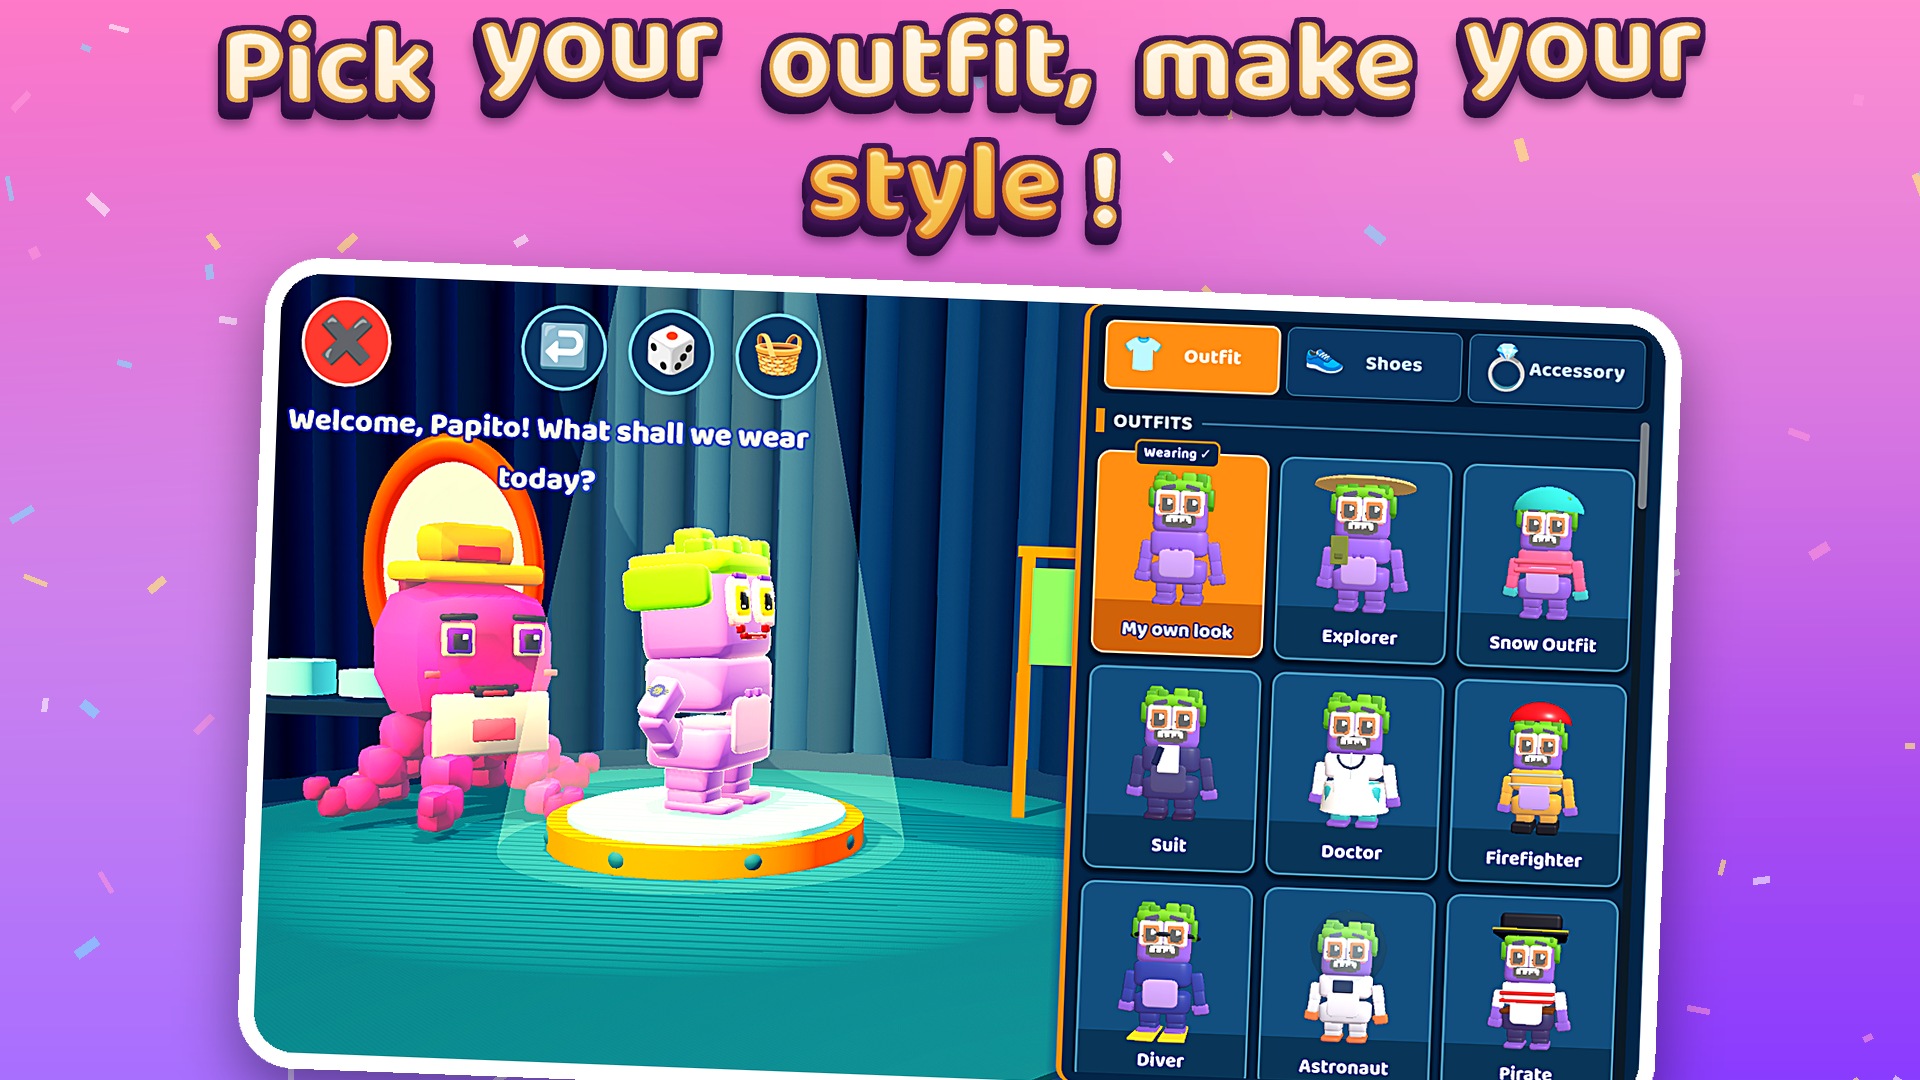 Pick your outfit, make your
style !
Welcome, Papito! What shall we wear
today?
Outfit
Shoes
Accessory
OUTFITS
Wearing ✓
My own look
Explorer
Snow Outfit
Suit
Doctor
Firefighter
Diver
Astronaut
Pirate